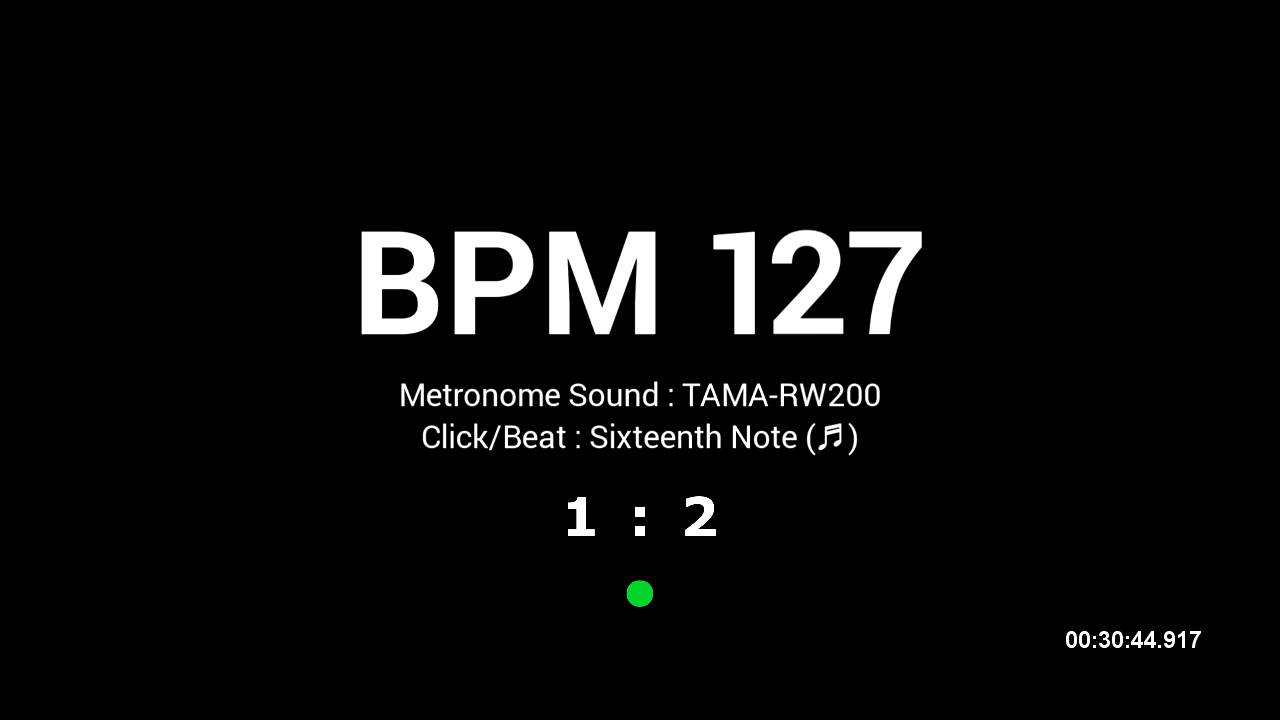 BPM 127
Metronome Sound : TAMA-RW200
Click/Beat : Sixteenth Note (♬)
1 : 2
00:30:44.917